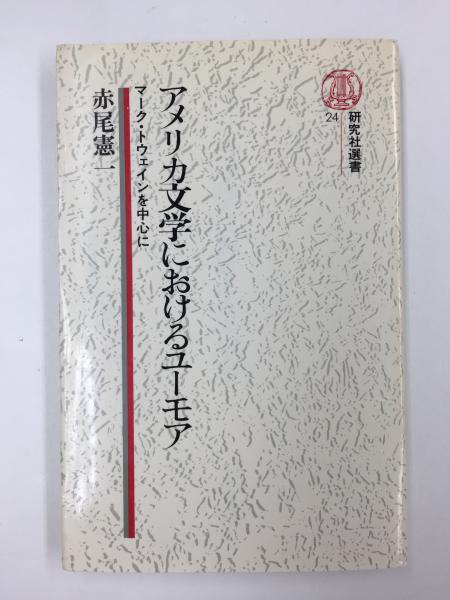 研究社選書
24
アメリカ文学におけるユーモア
マーク・トウェインを中心に
赤尾憲一